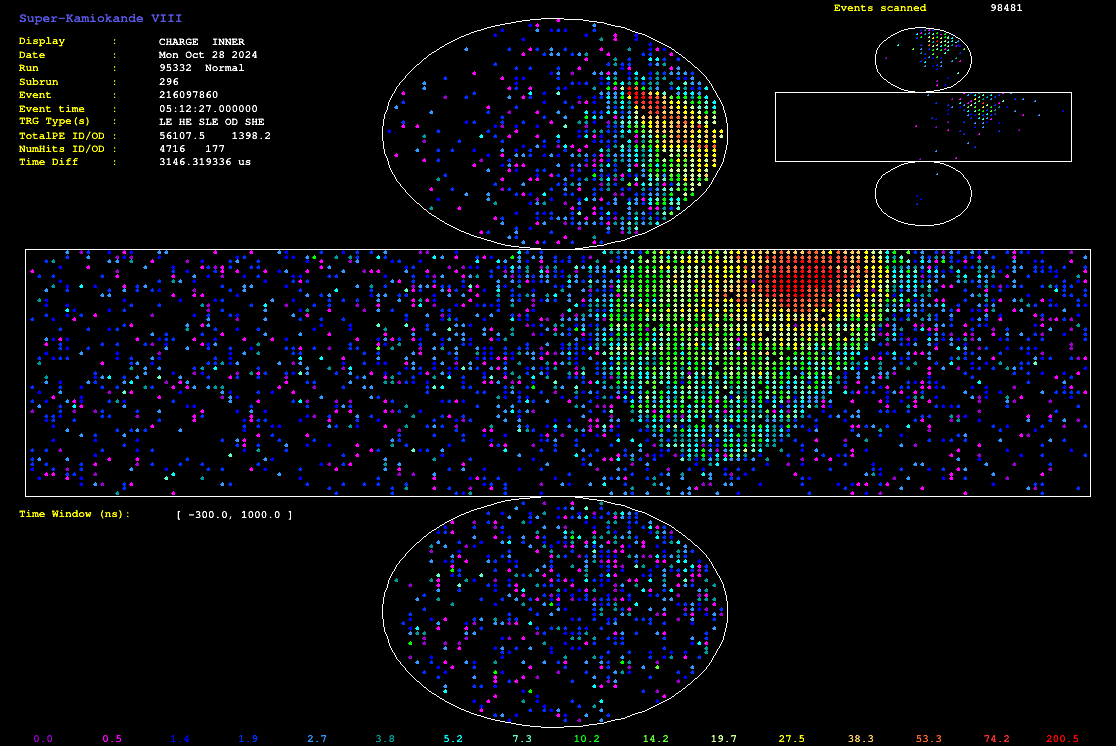 Super-Kamiokande VIII
Events scanned 98481
Display : CHARGE INNER
Date : Mon Oct 28 2024
Run : 95332 Normal
Subrun : 296
Event : 216097860
Event time : 05:12:27.000000
TRG Type(s) : LE HE SLE OD SHE
TotalPE ID/OD : 56107.5 1398.2
NumHits ID/OD : 4716 177
Time Diff : 3146.319336 us
Time Window (ns): [ -300.0, 1000.0 ]
0.0 0.5 1.4 1.9 2.7 3.8 5.2 7.3 10.2 14.2 19.7 27.5 38.3 53.3 74.2 200.5